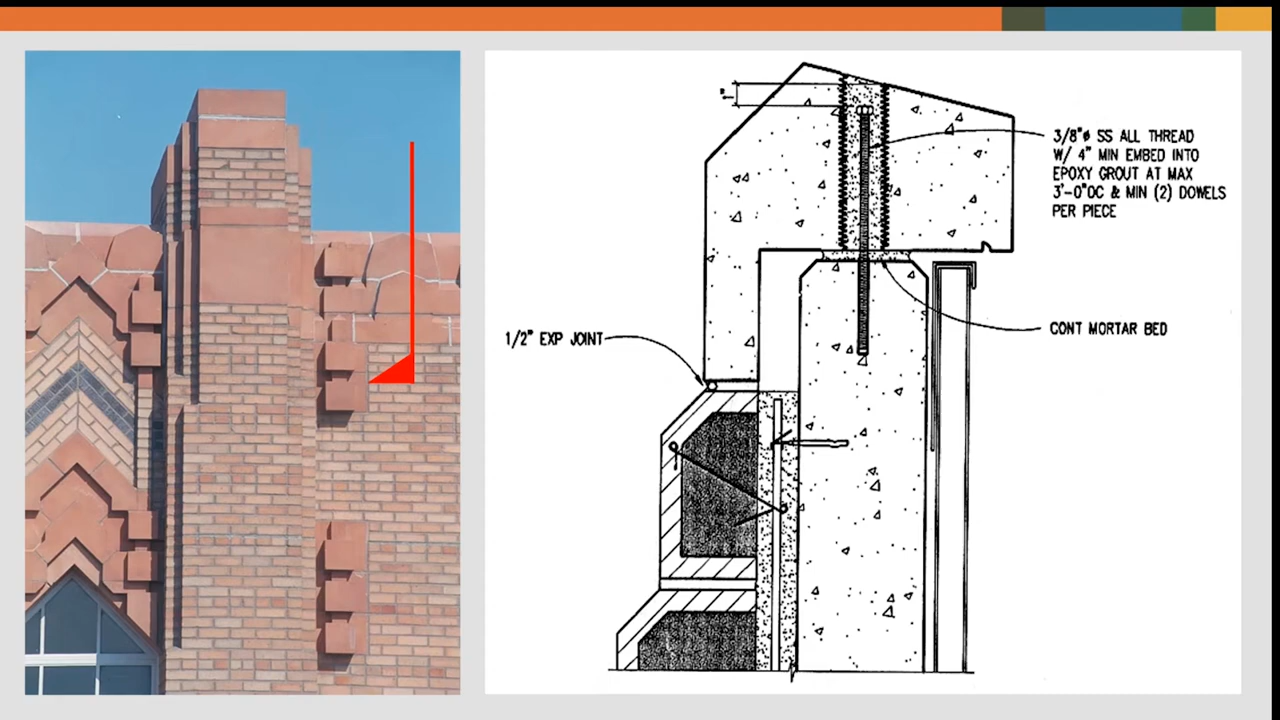 1"
3/8"ø SS ALL THREAD
W/ 4" MIN EMBED INTO
EPOXY GROUT AT MAX
3'-0"OC & MIN (2) DOWELS
PER PIECE
1/2" EXP JOINT
CONT MORTAR BED